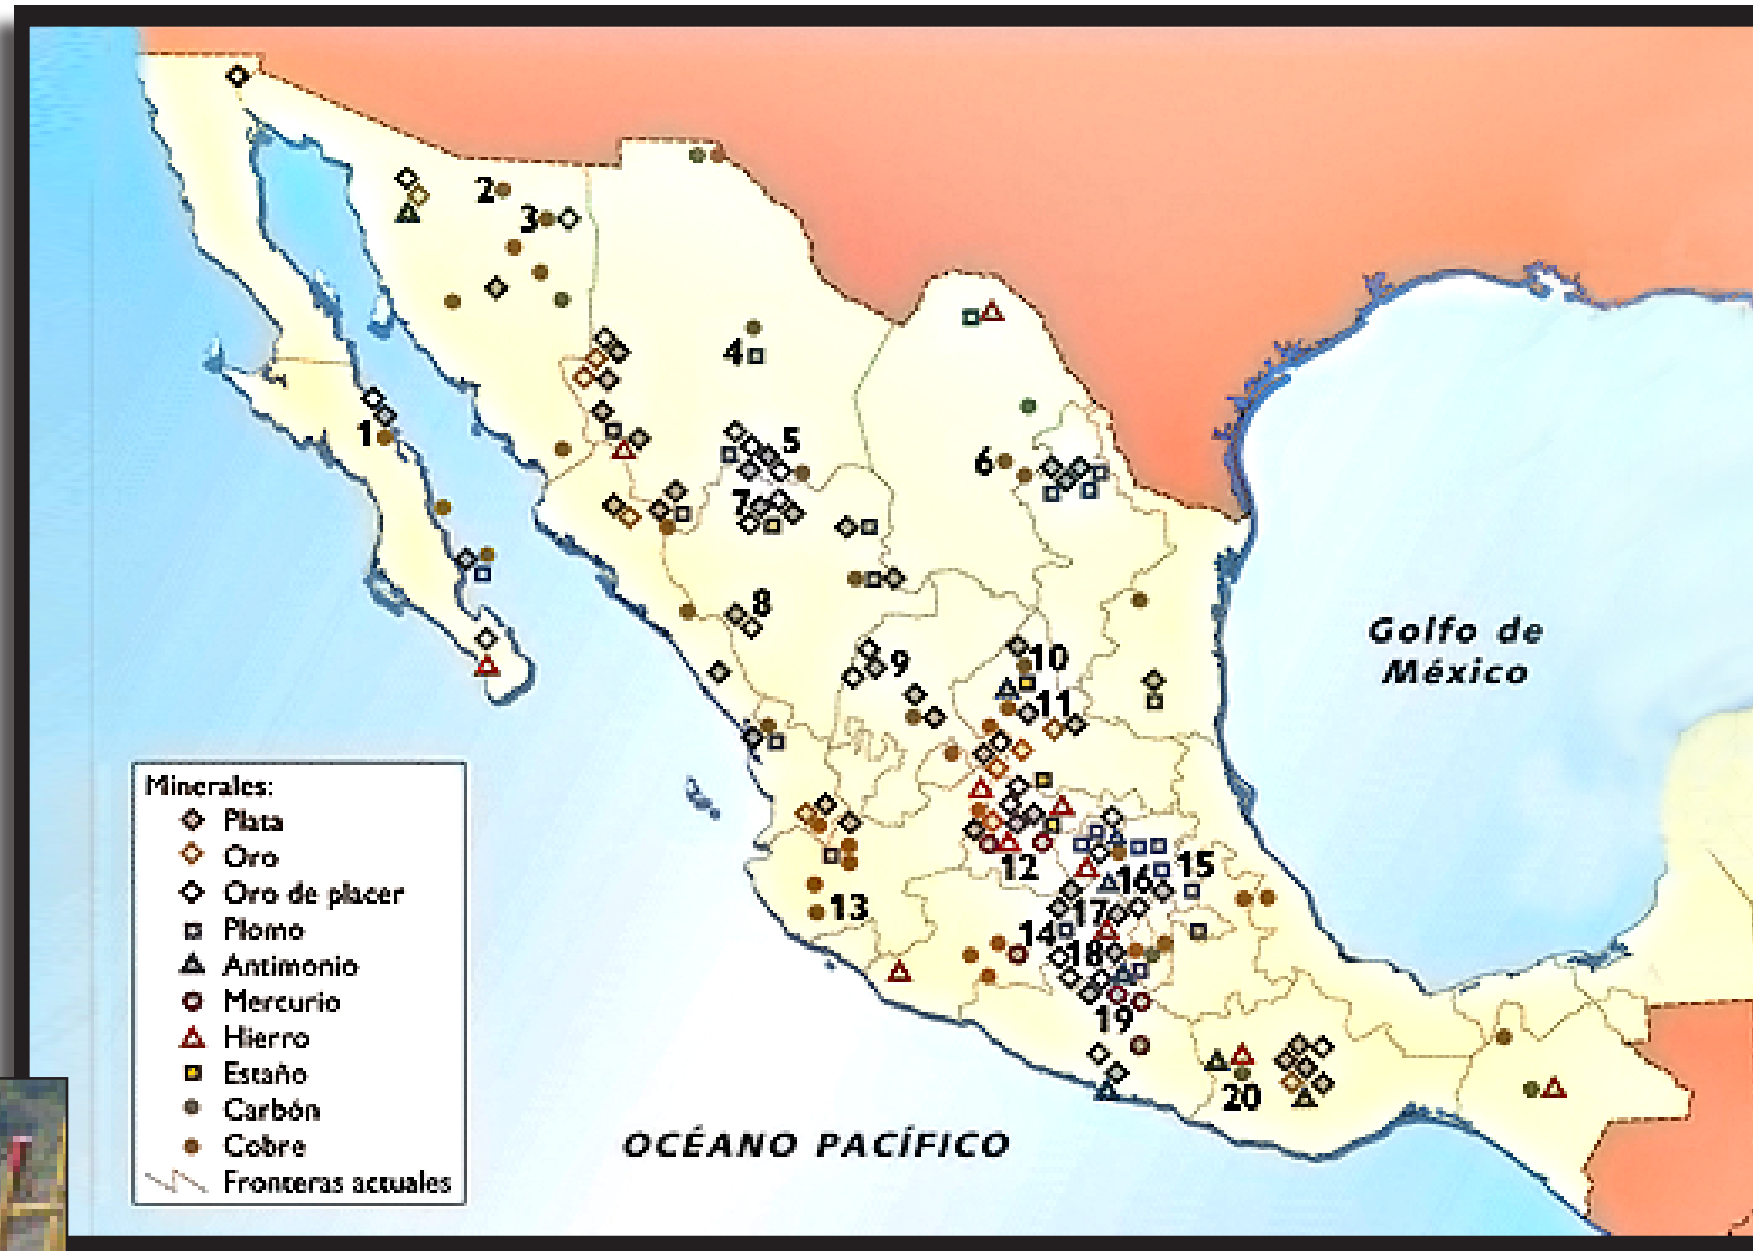 2
3
4
1
5
6
7
8
9
10
11
12
13
14
15
16
17
18
19
20
Golfo de
México
OCÉANO PACÍFICO
Minerales:
Plata
Oro
Oro de placer
Plomo
Antimonio
Mercurio
Hierro
Estaño
Carbón
Cobre
Fronteras actuales